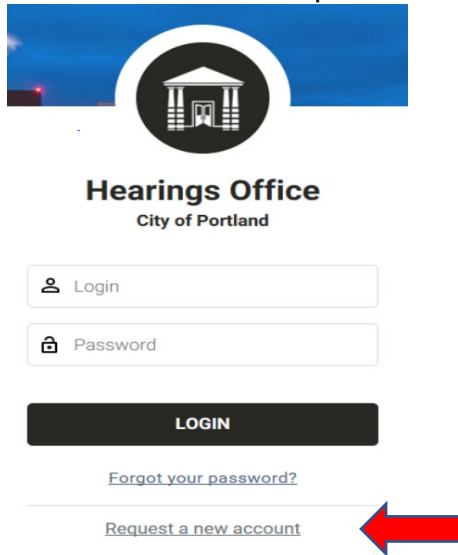 Hearings Office
City of Portland
Login
Password
LOGIN
Forgot your password?
Request a new account